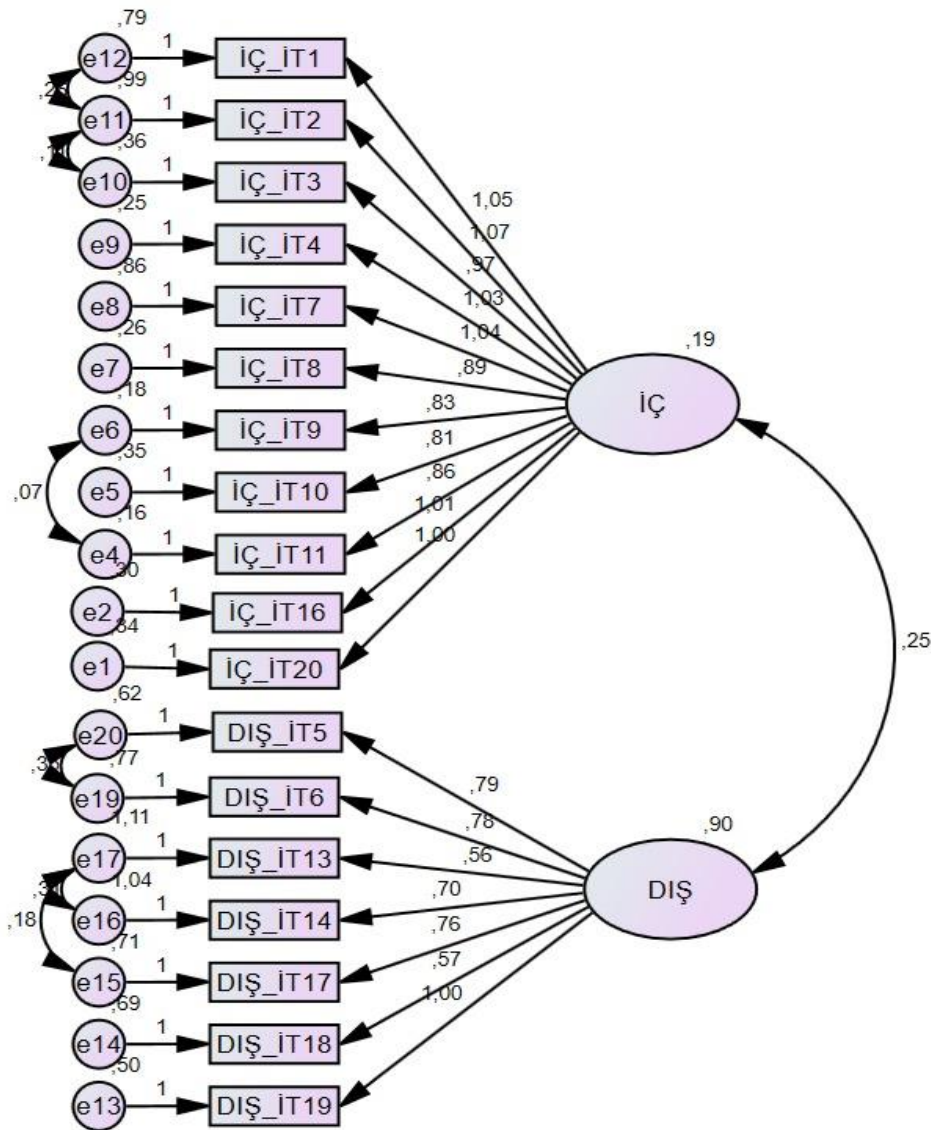 ,79
e12 1 İÇ_İT1
,99
e11 1 İÇ_İT2
,36
e10 1 İÇ_İT3
,25
e9 1 İÇ_İT4
,86
e8 1 İÇ_İT7
,26
e7 1 İÇ_İT8
,18
e6 1 İÇ_İT9
,35
e5 1 İÇ_İT10
,07
,16
e4 1 İÇ_İT11
e2 1 İÇ_İT16
e1 1 İÇ_İT20
1,05
1,07
,97
1,03
1,04
,89
,83
,81
,86
1,01
1,00
,19
İÇ
,25
,62
e20 1 DIŞ_İT5
,77
e19 1 DIŞ_İT6
1,11
e17 1 DIŞ_İT13
1,04
,18
e16 1 DIŞ_İT14
,71
e15 1 DIŞ_İT17
,69
e14 1 DIŞ_İT18
,50
e13 1 DIŞ_İT19
,79
,78
,56
,70
,76
,57
1,00
,90
DIŞ